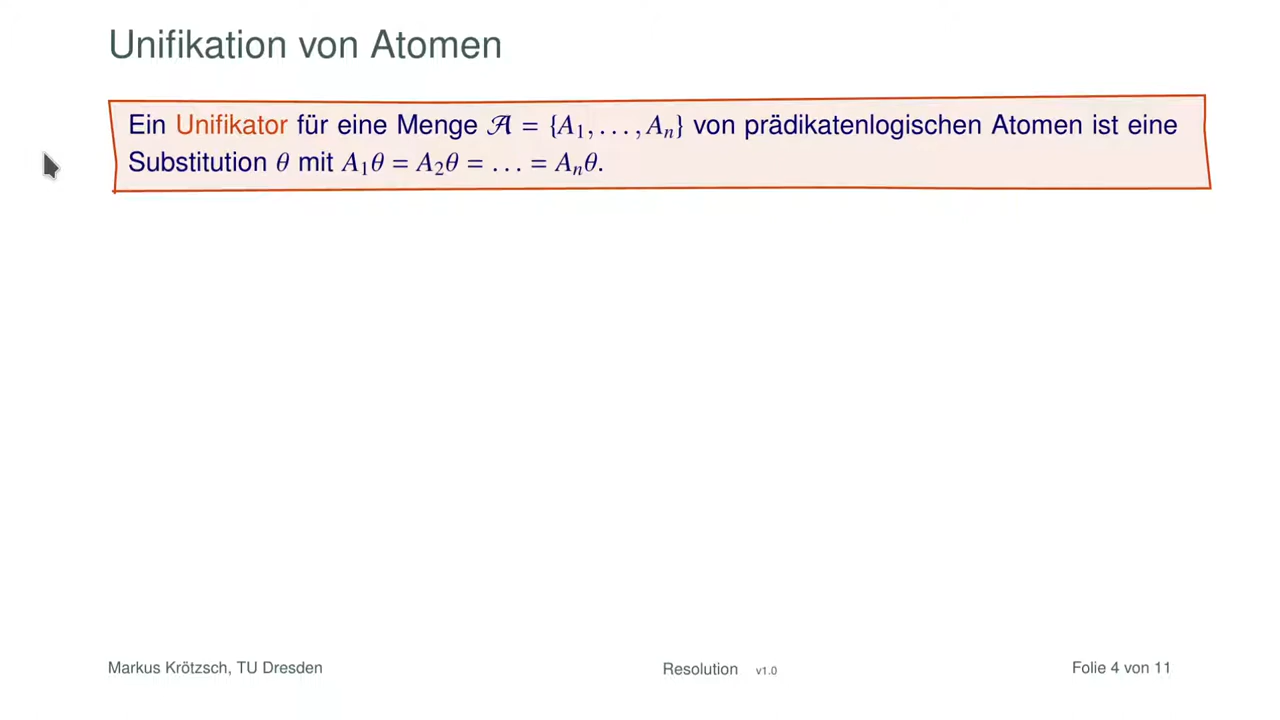 Unifikation von Atomen
Ein Unifikator für eine Menge 𝒜 = {A₁, . . . , Aₙ} von prädikatenlogischen Atomen ist eine
Substitution θ mit A₁θ = A₂θ = . . . = Aₙθ.
Markus Krötzsch, TU Dresden Resolution v1.0 Folie 4 von 11